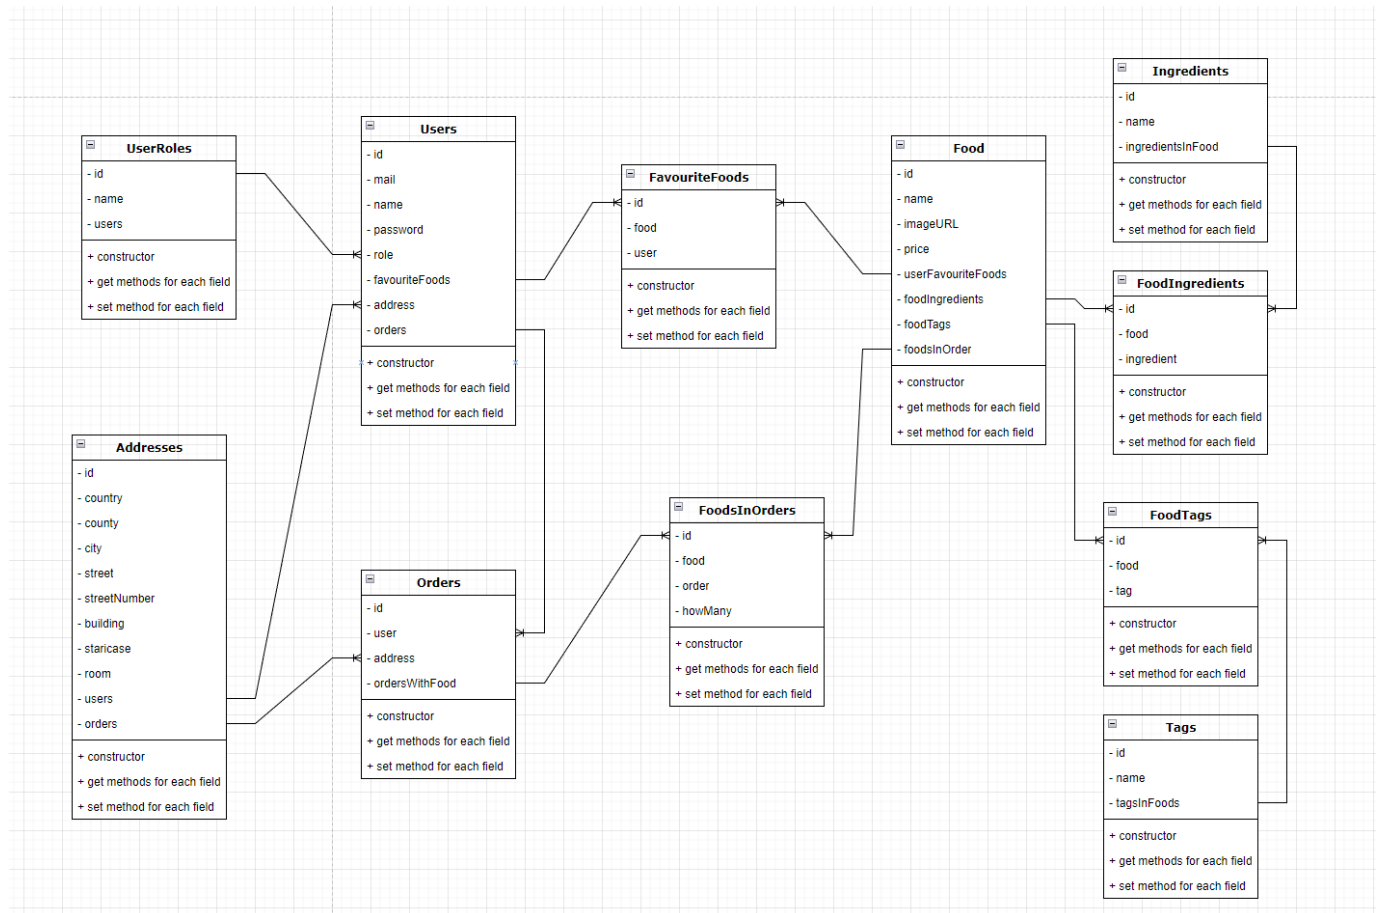 UserRoles
- id
- name
- users
+ constructor
+ get methods for each field
+ set method for each field
Users
- id
- mail
- name
- password
- role
- favouriteFoods
- address
- orders
+ constructor
+ get methods for each field
+ set method for each field
FavouriteFoods
- id
- food
- user
+ constructor
+ get methods for each field
+ set method for each field
Food
- id
- name
- imageURL
- price
- userFavouriteFoods
- foodIngredients
- foodTags
- foodsInOrder
+ constructor
+ get methods for each field
+ set method for each field
Ingredients
- id
- name
- ingredientsInFood
+ constructor
+ get methods for each field
+ set method for each field
FoodIngredients
- id
- food
- ingredient
+ constructor
+ get methods for each field
+ set method for each field
Addresses
- id
- country
- county
- city
- street
- streetNumber
- building
- staricase
- room
- users
- orders
+ constructor
+ get methods for each field
+ set method for each field
Orders
- id
- user
- address
- ordersWithFood
+ constructor
+ get methods for each field
+ set method for each field
FoodsInOrders
- id
- food
- order
- howMany
+ constructor
+ get methods for each field
+ set method for each field
FoodTags
- id
- food
- tag
+ constructor
+ get methods for each field
+ set method for each field
Tags
- id
- name
- tagsInFoods
+ constructor
+ get methods for each field
+ set method for each field